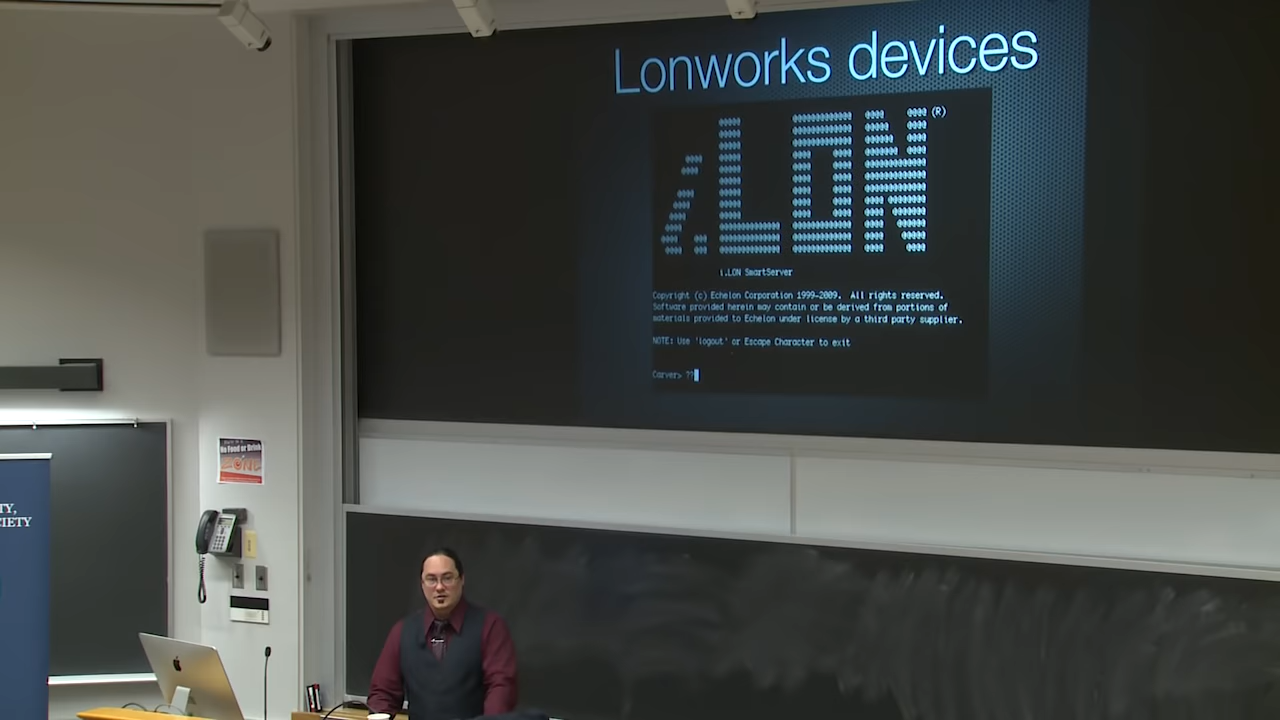 Lonworks devices
i.LON (R)
i.LON SmartServer
Copyright (c) Echelon Corporation 1999-2009. All rights reserved.
Software provided herein may contain or be derived from portions of
materials provided to Echelon under license by a third party supplier.
NOTE: Use 'logout' or Escape Character to exit
Carver> ??
No Food or Drink
TY,
CIETY